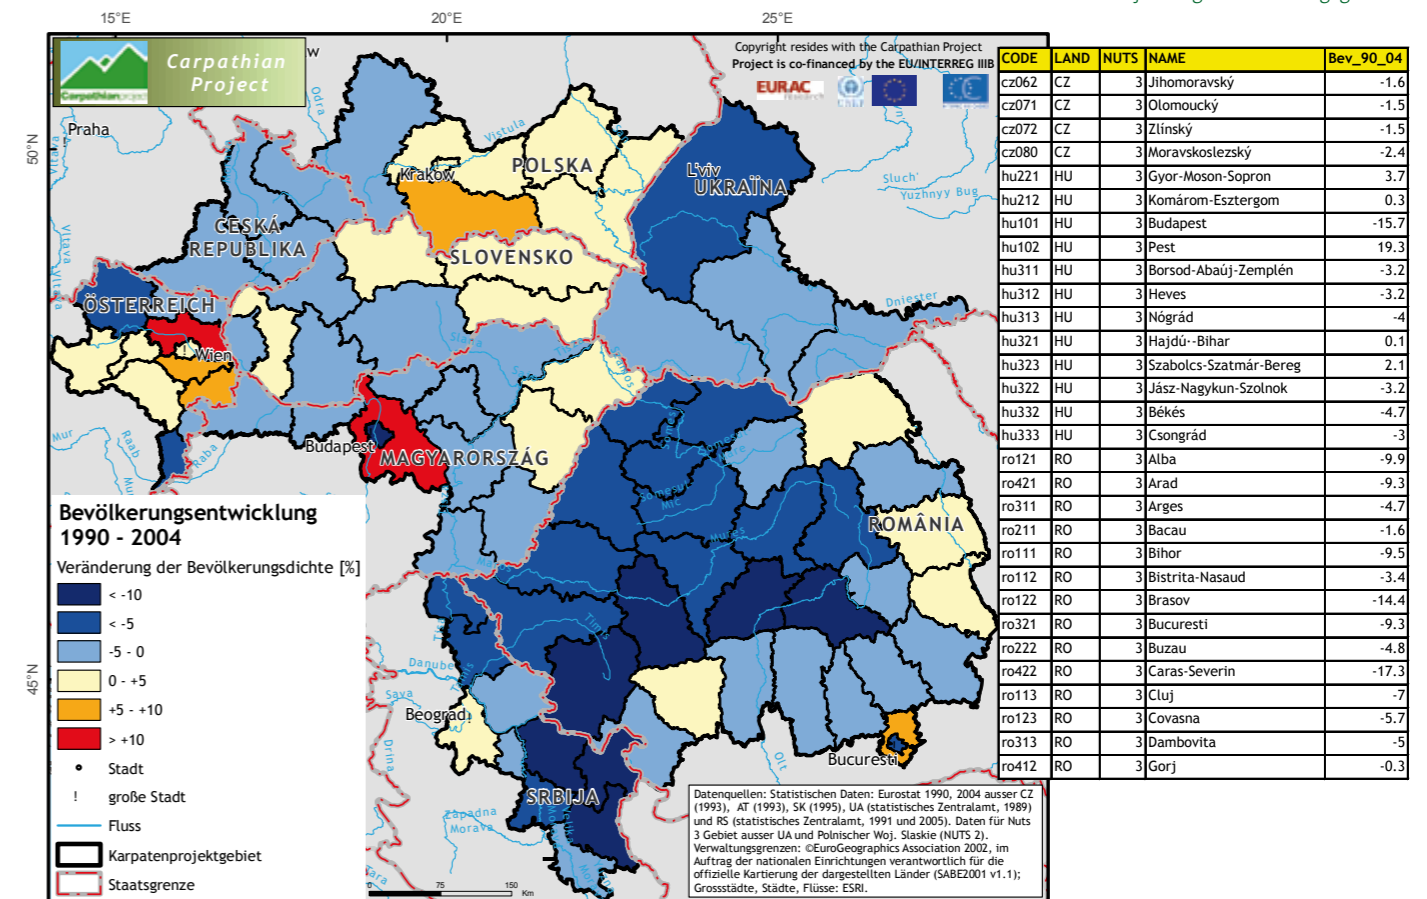 15°E
20°E
25°E
50°N
45°N
Carpathian
Project
Carpathianproject
w
Copyright resides with the Carpathian Project
Project is co-financed by the EU/INTERREG IIIB
EURAC
research
Praha
Odra
Vistula
Kraków
POLSKA
L'viv
UKRAÏNA
Sluch'
Yuzhnyy Bug
Vltava
ČESKÁ
REPUBLIKA
SLOVENSKO
ÖSTERREICH
Dniester
Wien
Slaná
Mur
Raab
Raba
Budapest
MAGYARORSZÁG
Somesul
Mic
Mures
ROMÂNIA
Timis
Danube
Sava
Beograd
Drina
Olt
Bucuresti
SRBIJA
Zapadna
Morava
Bevölkerungsentwicklung
1990 - 2004
Veränderung der Bevölkerungsdichte [%]
< -10
< -5
-5 - 0
0 - +5
+5 - +10
> +10
Stadt
! große Stadt
Fluss
Karpatenprojektgebiet
Staatsgrenze
0 75 150 Km
Datenquellen: Statistischen Daten: Eurostat 1990, 2004 ausser CZ
(1993), AT (1993), SK (1995), UA (statistisches Zentralamt, 1989)
und RS (statistisches Zentralamt, 1991 und 2005). Daten für Nuts
3 Gebiet ausser UA und Polnischer Woj. Slaskie (NUTS 2).
Verwaltungsgrenzen: ©EuroGeographics Association 2002, im
Auftrag der nationalen Einrichtungen verantwortlich für die
offizielle Kartierung der dargestellten Länder (SABE2001 v1.1);
Grossstädte, Städte, Flüsse: ESRI.
CODE LAND NUTS NAME Bev_90_04
cz062 CZ 3 Jihomoravský -1.6
cz071 CZ 3 Olomoucký -1.5
cz072 CZ 3 Zlínský -1.5
cz080 CZ 3 Moravskoslezský -2.4
hu221 HU 3 Gyor-Moson-Sopron 3.7
hu212 HU 3 Komárom-Esztergom 0.3
hu101 HU 3 Budapest -15.7
hu102 HU 3 Pest 19.3
hu311 HU 3 Borsod-Abaúj-Zemplén -3.2
hu312 HU 3 Heves -3.2
hu313 HU 3 Nógrád -4
hu321 HU 3 Hajdú--Bihar 0.1
hu323 HU 3 Szabolcs-Szatmár-Bereg 2.1
hu322 HU 3 Jász-Nagykun-Szolnok -3.2
hu332 HU 3 Békés -4.7
hu333 HU 3 Csongrád -3
ro121 RO 3 Alba -9.9
ro421 RO 3 Arad -9.3
ro311 RO 3 Arges -4.7
ro211 RO 3 Bacau -1.6
ro111 RO 3 Bihor -9.5
ro112 RO 3 Bistrita-Nasaud -3.4
ro122 RO 3 Brasov -14.4
ro321 RO 3 Bucuresti -9.3
ro222 RO 3 Buzau -4.8
ro422 RO 3 Caras-Severin -17.3
ro113 RO 3 Cluj -7
ro123 RO 3 Covasna -5.7
ro313 RO 3 Dambovita -5
ro412 RO 3 Gorj -0.3